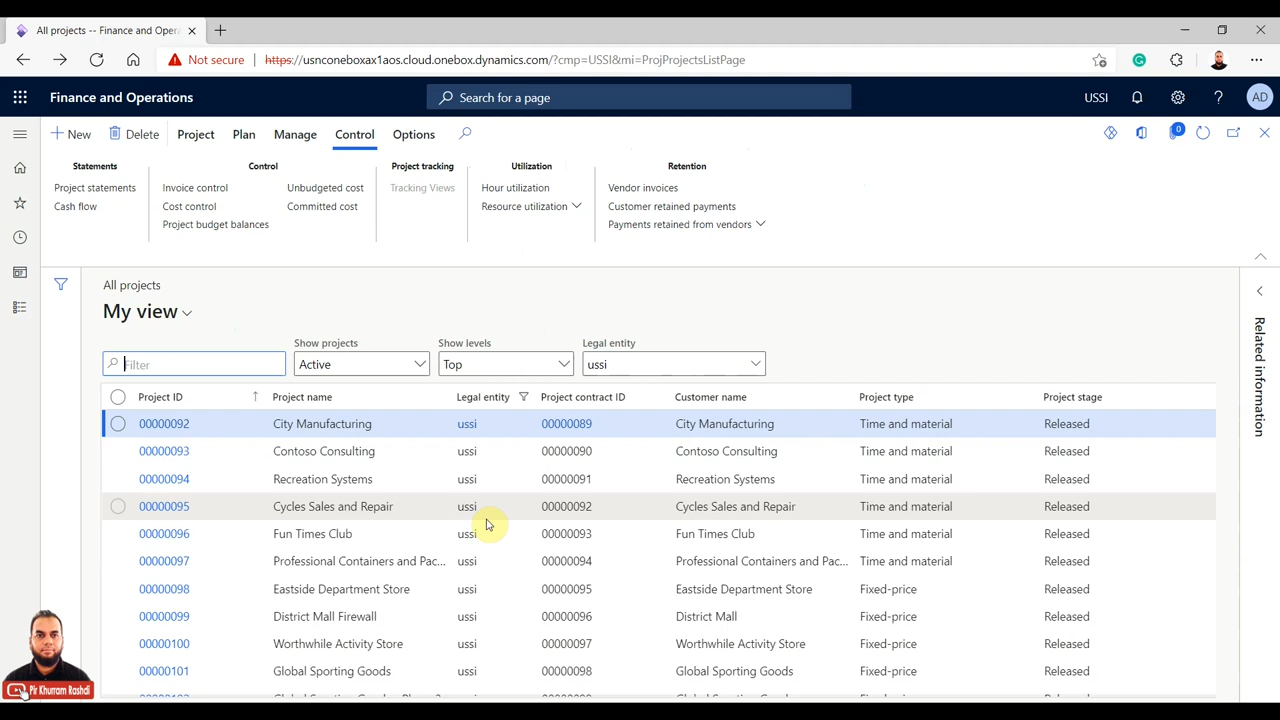 All projects -- Finance and Oper
Not secure https://usnconeboxax1aos.cloud.onebox.dynamics.com/?cmp=USSI&mi=ProjProjectsListPage
Finance and Operations
Search for a page
USSI
AD
New Delete Project Plan Manage Control Options
0
Statements Control Project tracking Utilization Retention
Project statements Invoice control Unbudgeted cost Tracking Views Hour utilization Vendor invoices
Cash flow Cost control Committed cost Resource utilization Customer retained payments
Project budget balances Payments retained from vendors
All projects
My view
Show projects Show levels Legal entity
Filter Active Top ussi
Related information
Project ID Project name Legal entity Project contract ID Customer name Project type Project stage
00000092 City Manufacturing ussi 00000089 City Manufacturing Time and material Released
00000093 Contoso Consulting ussi 00000090 Contoso Consulting Time and material Released
00000094 Recreation Systems ussi 00000091 Recreation Systems Time and material Released
00000095 Cycles Sales and Repair ussi 00000092 Cycles Sales and Repair Time and material Released
00000096 Fun Times Club ussi 00000093 Fun Times Club Time and material Released
00000097 Professional Containers and Pac... ussi 00000094 Professional Containers and Pac... Time and material Released
00000098 Eastside Department Store ussi 00000095 Eastside Department Store Fixed-price Released
00000099 District Mall Firewall ussi 00000096 District Mall Fixed-price Released
00000100 Worthwhile Activity Store ussi 00000097 Worthwhile Activity Store Fixed-price Released
00000101 Global Sporting Goods ussi 00000098 Global Sporting Goods Fixed-price Released
Pir Khurram Rashdi